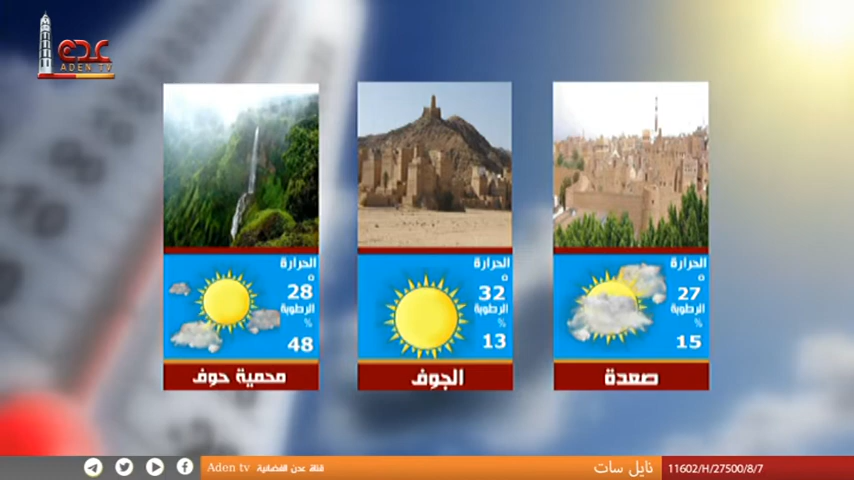 عدن
ADEN TV
الحرارة
°
27
الرطوبة
%
15
صعدة
الحرارة
°
32
الرطوبة
%
13
الجوف
الحرارة
°
28
الرطوبة
%
48
محمية حوف
Aden tv قناة عدن الفضائية
نايل سات
11602/H/27500/8/7